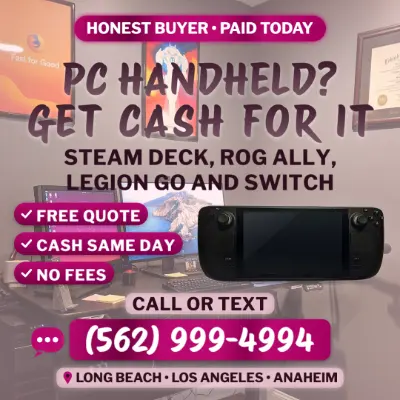 HONEST BUYER • PAID TODAY
PC HANDHELD?
GET CASH FOR IT
STEAM DECK, ROG ALLY,
LEGION GO AND SWITCH
FREE QUOTE
CASH SAME DAY
NO FEES
CALL OR TEXT
(562) 999-4994
LONG BEACH • LOS ANGELES • ANAHEIM